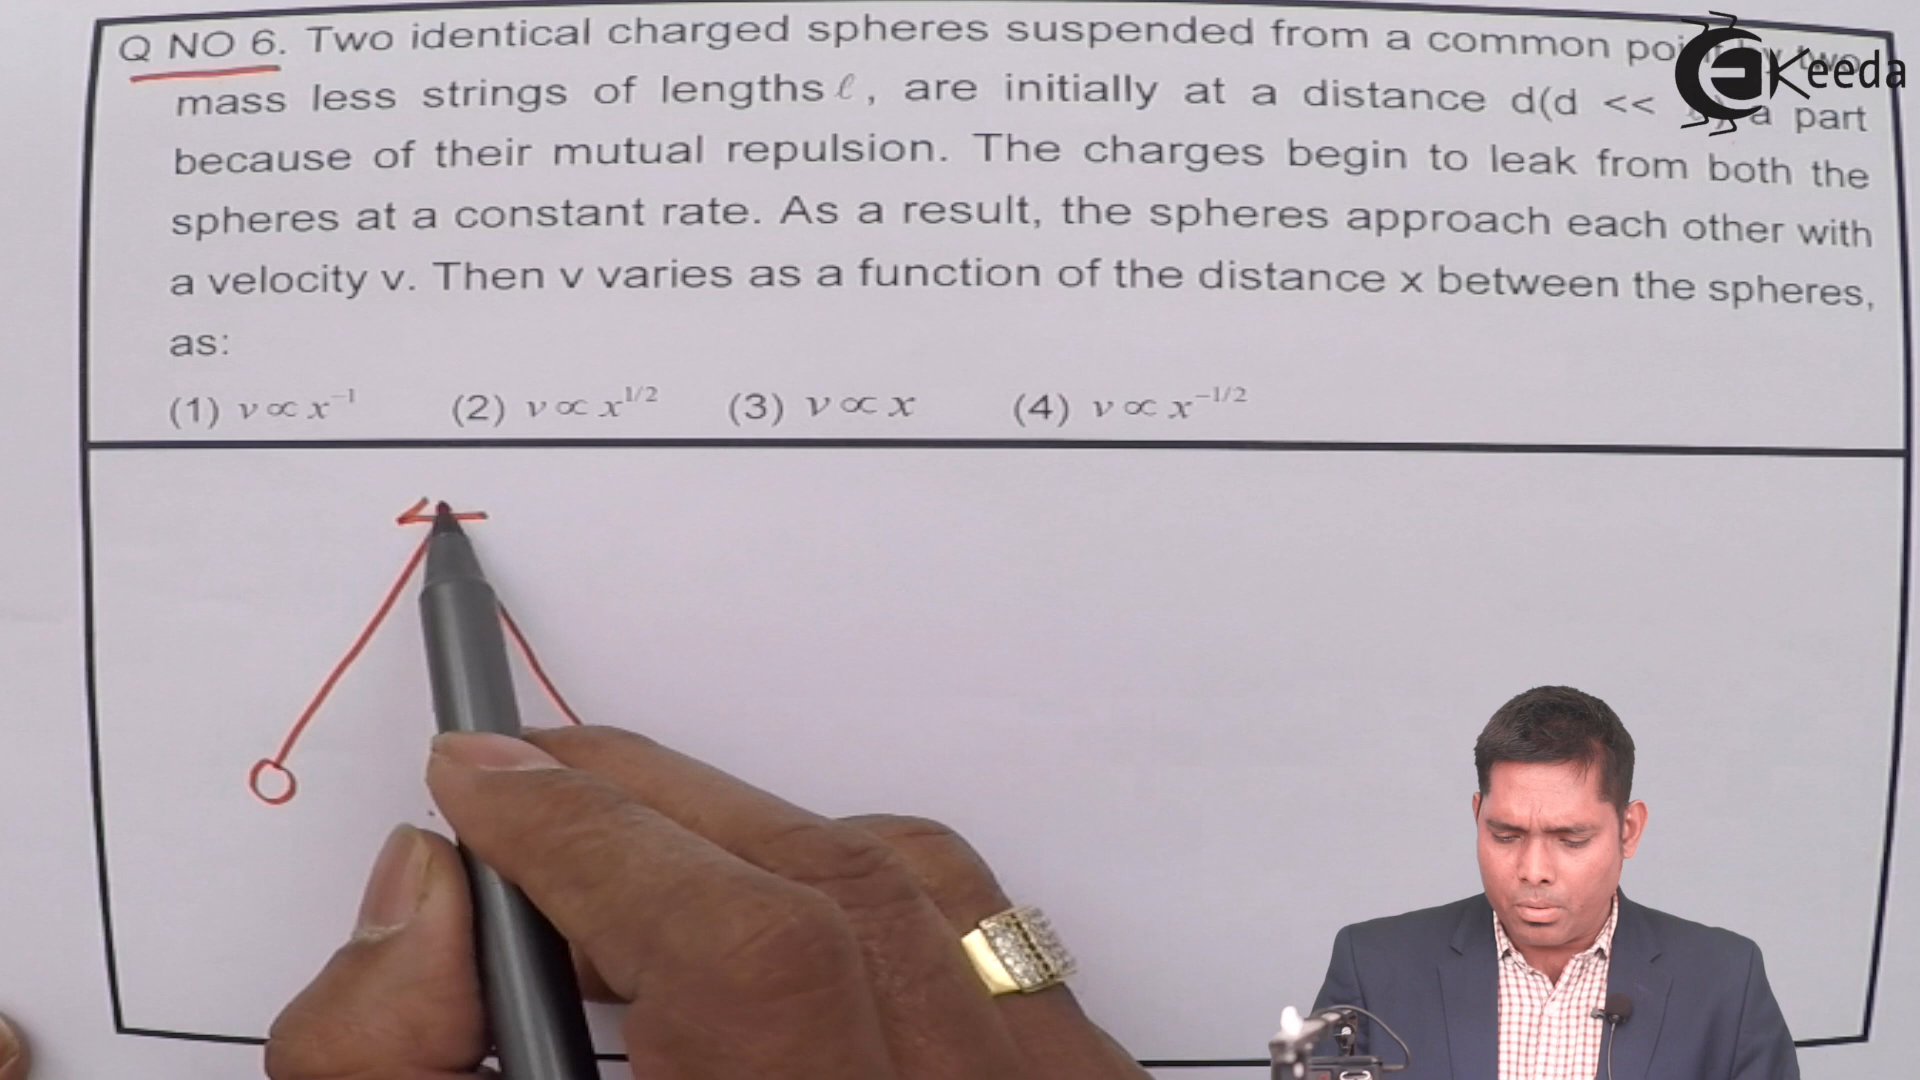 Q NO 6. Two identical charged spheres suspended from a common
mass less strings of lengths ℓ, are initially at a distance d(d << a part
because of their mutual repulsion. The charges begin to leak from both the
spheres at a constant rate. As a result, the spheres approach each other with
a velocity v. Then v varies as a function of the distance x between the spheres,
as:
(1) v ∝ x⁻¹ (2) v ∝ x^{1/2} (3) v ∝ x (4) v ∝ x^{-1/2}
eKeeda